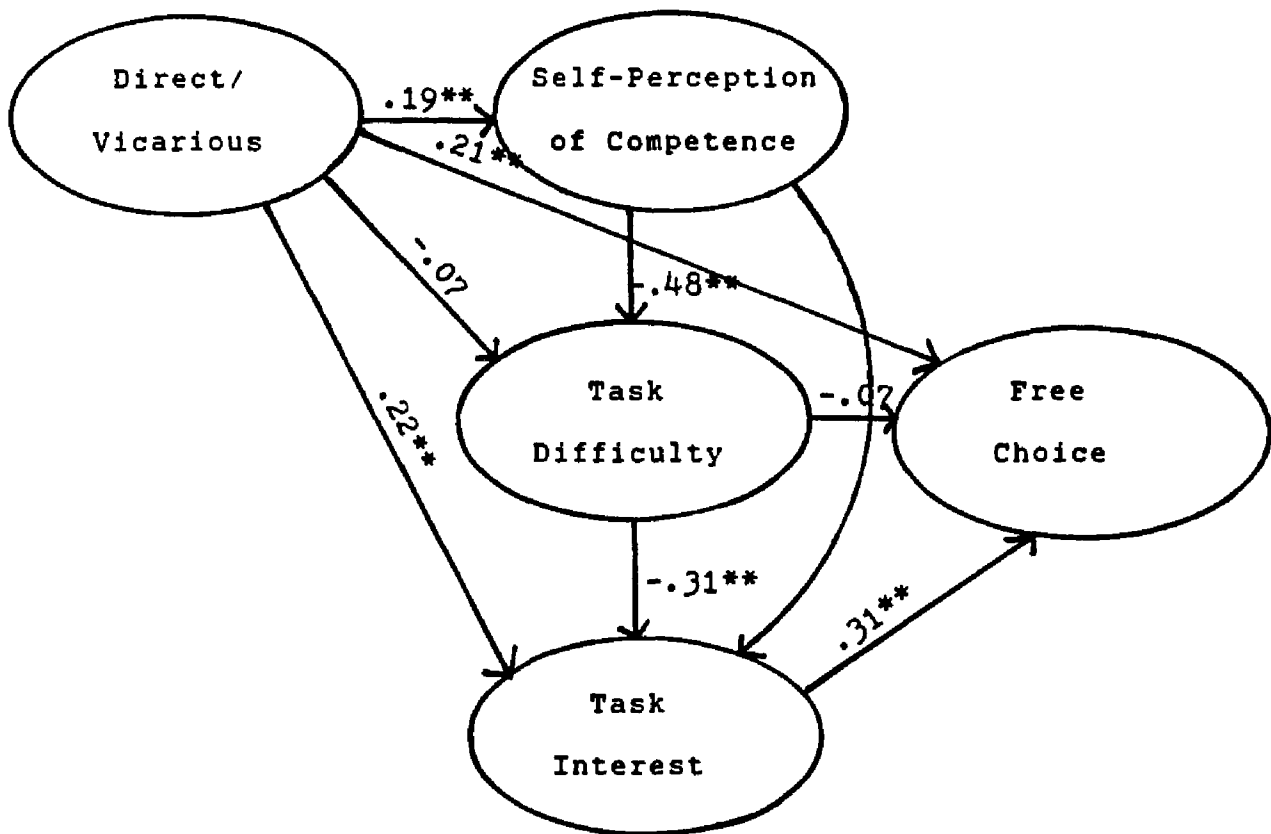 Direct/
Vicarious
.19**
Self-Perception
of Competence
.21**
-.07
-.48**
.22**
Task
Difficulty
-.07
Free
Choice
-.31**
.31**
Task
Interest